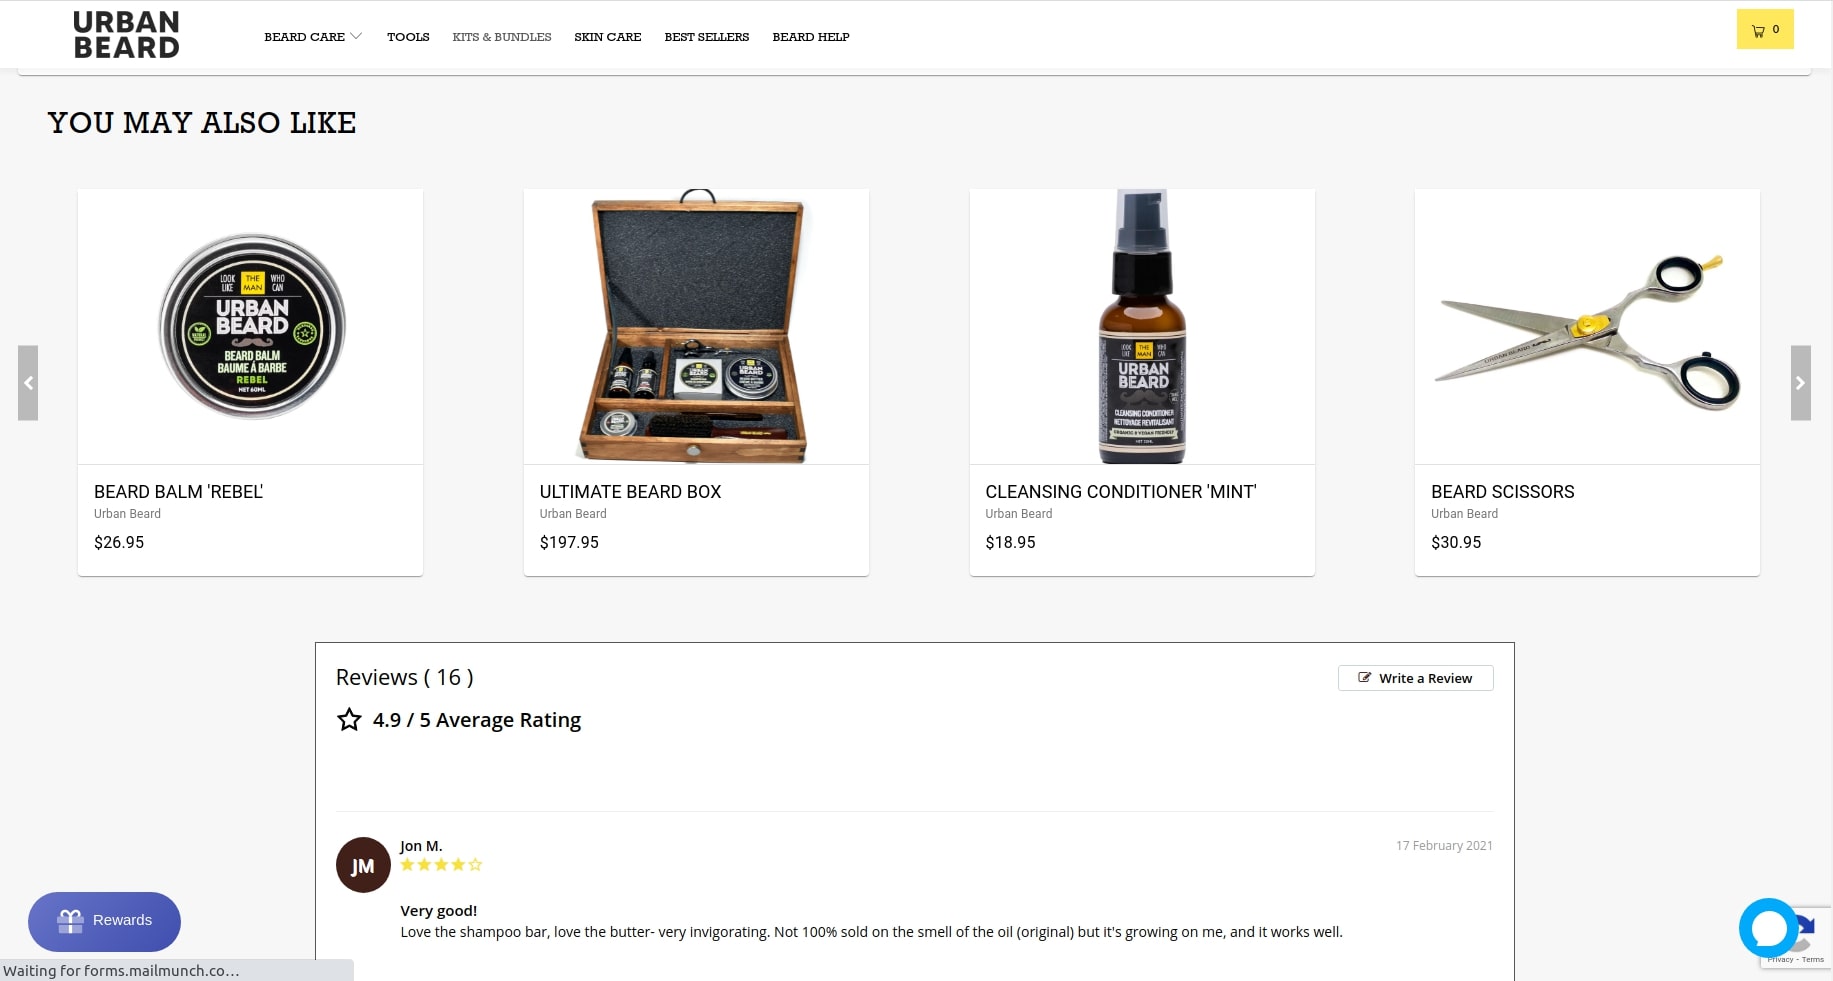 URBAN
BEARD
BEARD CARE TOOLS KITS & BUNDLES SKIN CARE BEST SELLERS BEARD HELP
0
YOU MAY ALSO LIKE
LOOK LIKE THE MAN WHO CAN
URBAN
BEARD
BEARD BALM
BAUME À BARBE
REBEL
NET 60ML
LOOK LIKE THE MAN WHO CAN
URBAN
BEARD
CLEANSING CONDITIONER
NETTOYAGE REVITALISANT
ORGANIC & VEGAN FRIENDLY
URBAN BEARD
BEARD BALM 'REBEL'
Urban Beard
$26.95
ULTIMATE BEARD BOX
Urban Beard
$197.95
CLEANSING CONDITIONER 'MINT'
Urban Beard
$18.95
BEARD SCISSORS
Urban Beard
$30.95
Reviews ( 16 )
Write a Review
4.9 / 5 Average Rating
JM
Jon M.
17 February 2021
Very good!
Love the shampoo bar, love the butter- very invigorating. Not 100% sold on the smell of the oil (original) but it's growing on me, and it works well.
Rewards
Privacy - Terms
Waiting for forms.mailmunch.co...